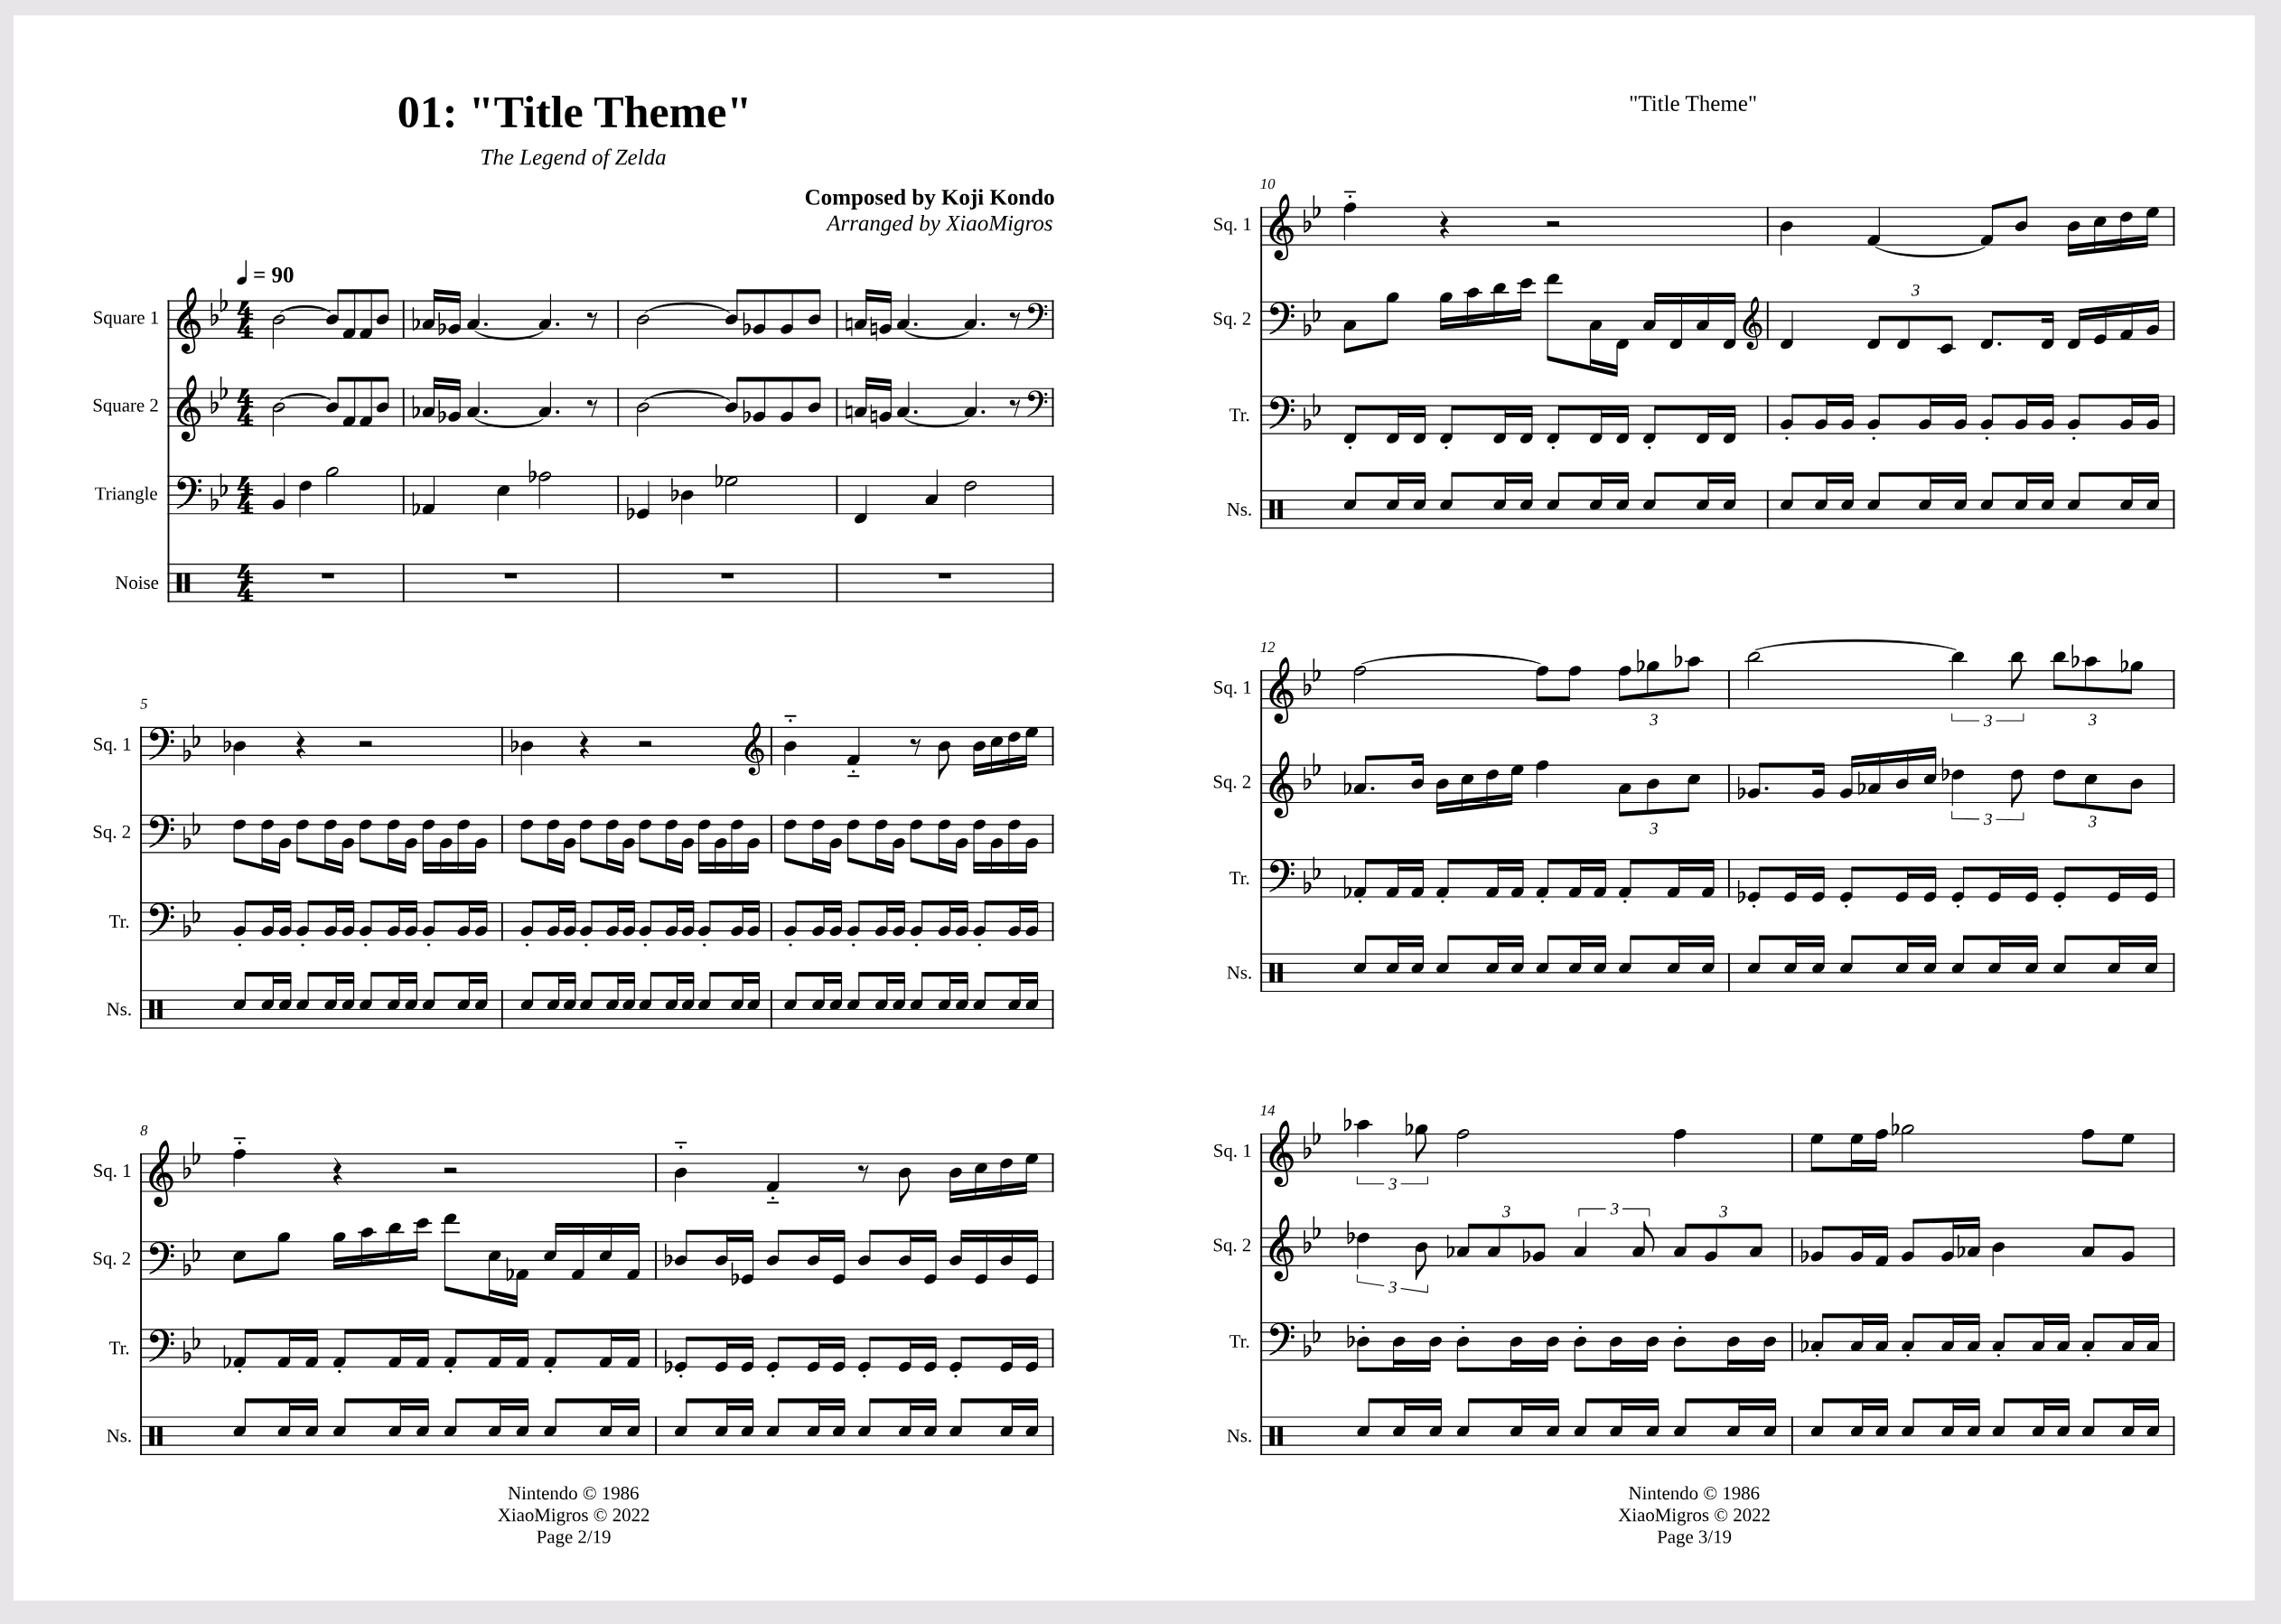 01: "Title Theme"
The Legend of Zelda
Composed by Koji Kondo
Arranged by XiaoMigros
= 90
Square 1
Square 2
Triangle
Noise
5
Sq. 1
Sq. 2
Tr.
Ns.
8
Sq. 1
Sq. 2
Tr.
Ns.
Nintendo © 1986
XiaoMigros © 2022
Page 2/19
"Title Theme"
10
Sq. 1
3
Sq. 2
Tr.
Ns.
12
Sq. 1
3
3 3
Sq. 2
3
3 3
Tr.
Ns.
14
Sq. 1
3
Sq. 2
3 3 3
3
Tr.
Ns.
Nintendo © 1986
XiaoMigros © 2022
Page 3/19